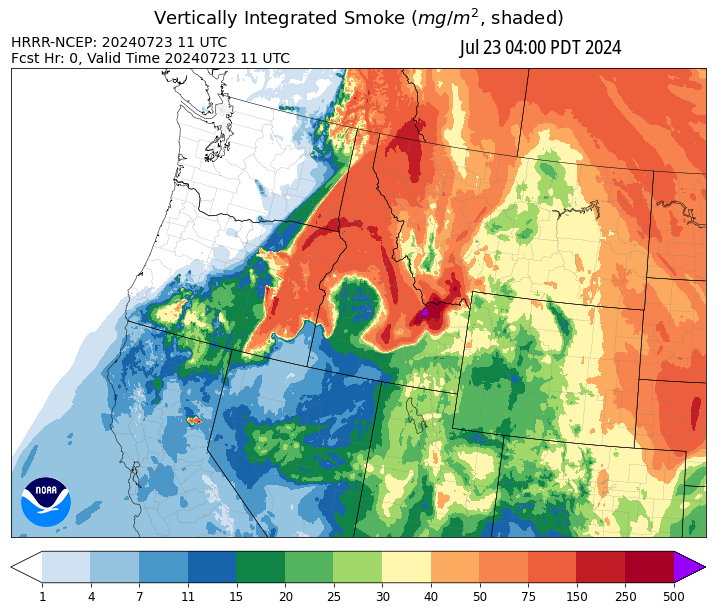 Vertically Integrated Smoke (mg/m², shaded)
HRRR-NCEP: 20240723 11 UTC
Jul 23 04:00 PDT 2024
Fcst Hr: 0, Valid Time 20240723 11 UTC
NOAA
1 4 7 11 15 20 25 30 40 50 75 150 250 500